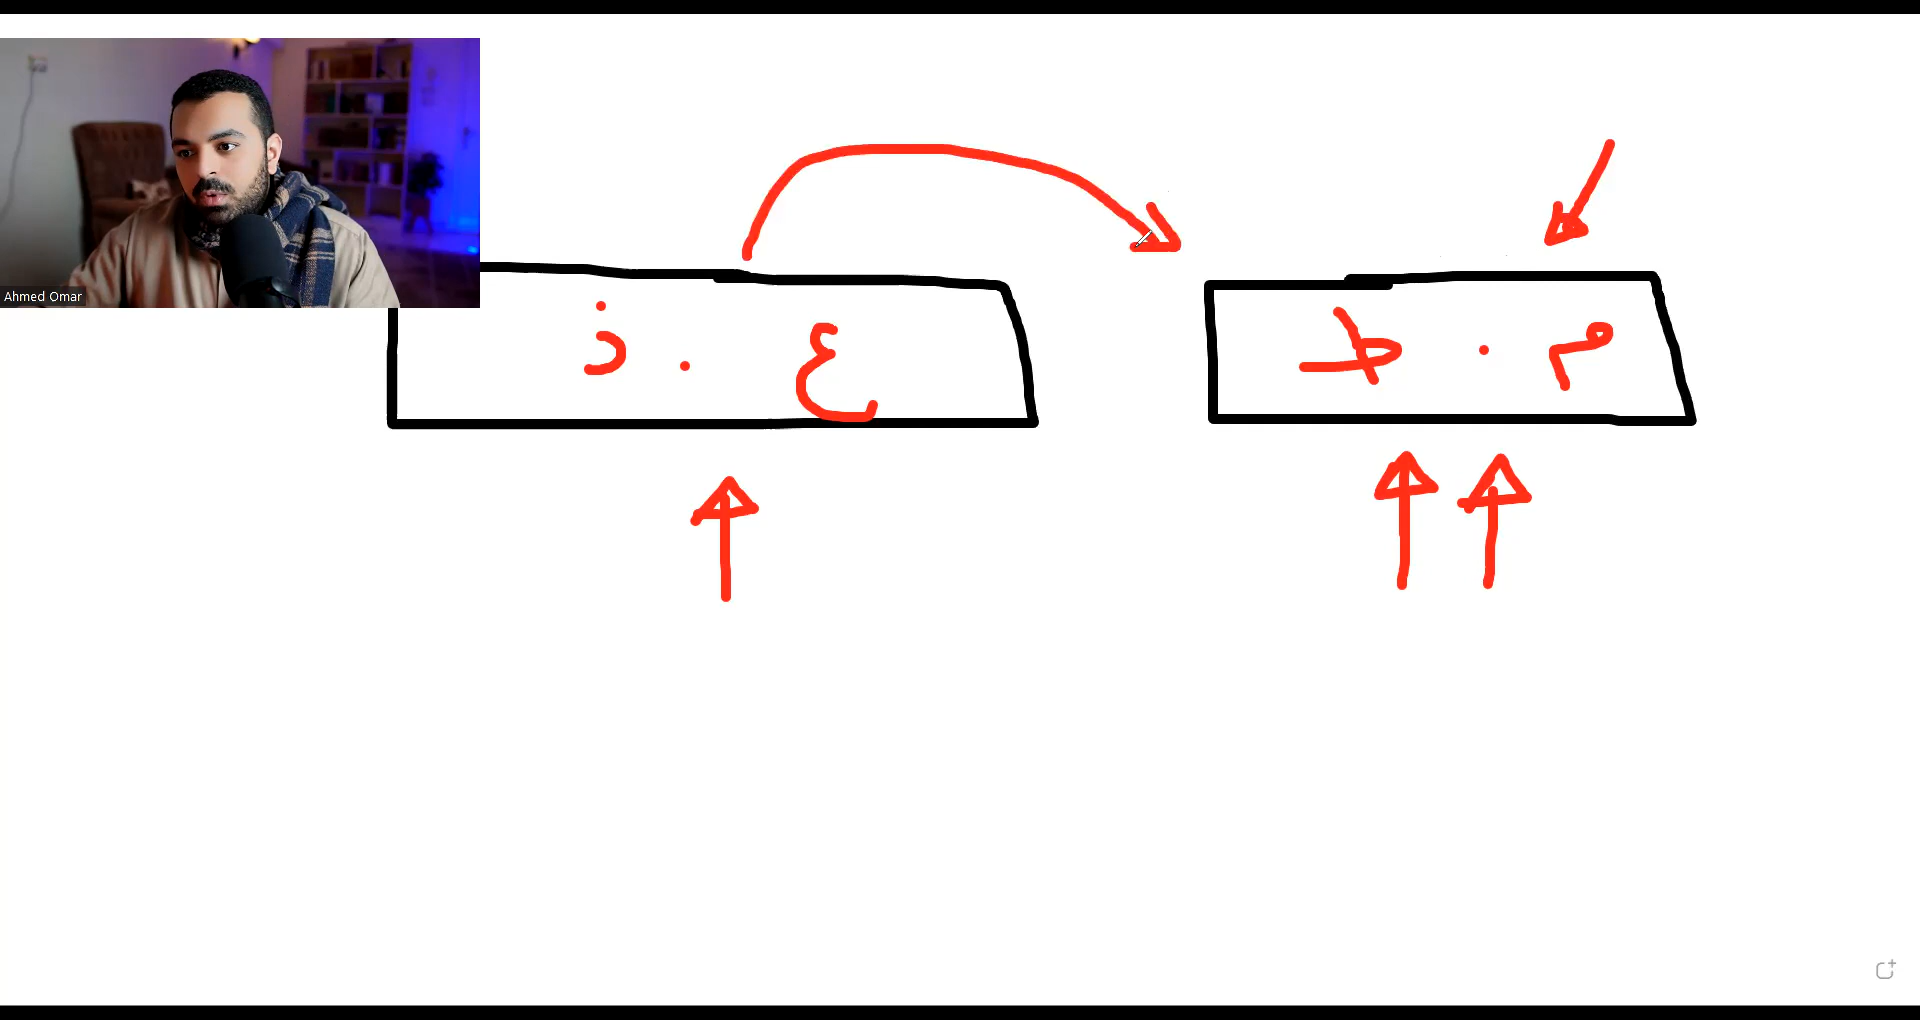 Ahmed Omar
م . ط
ع . ذ